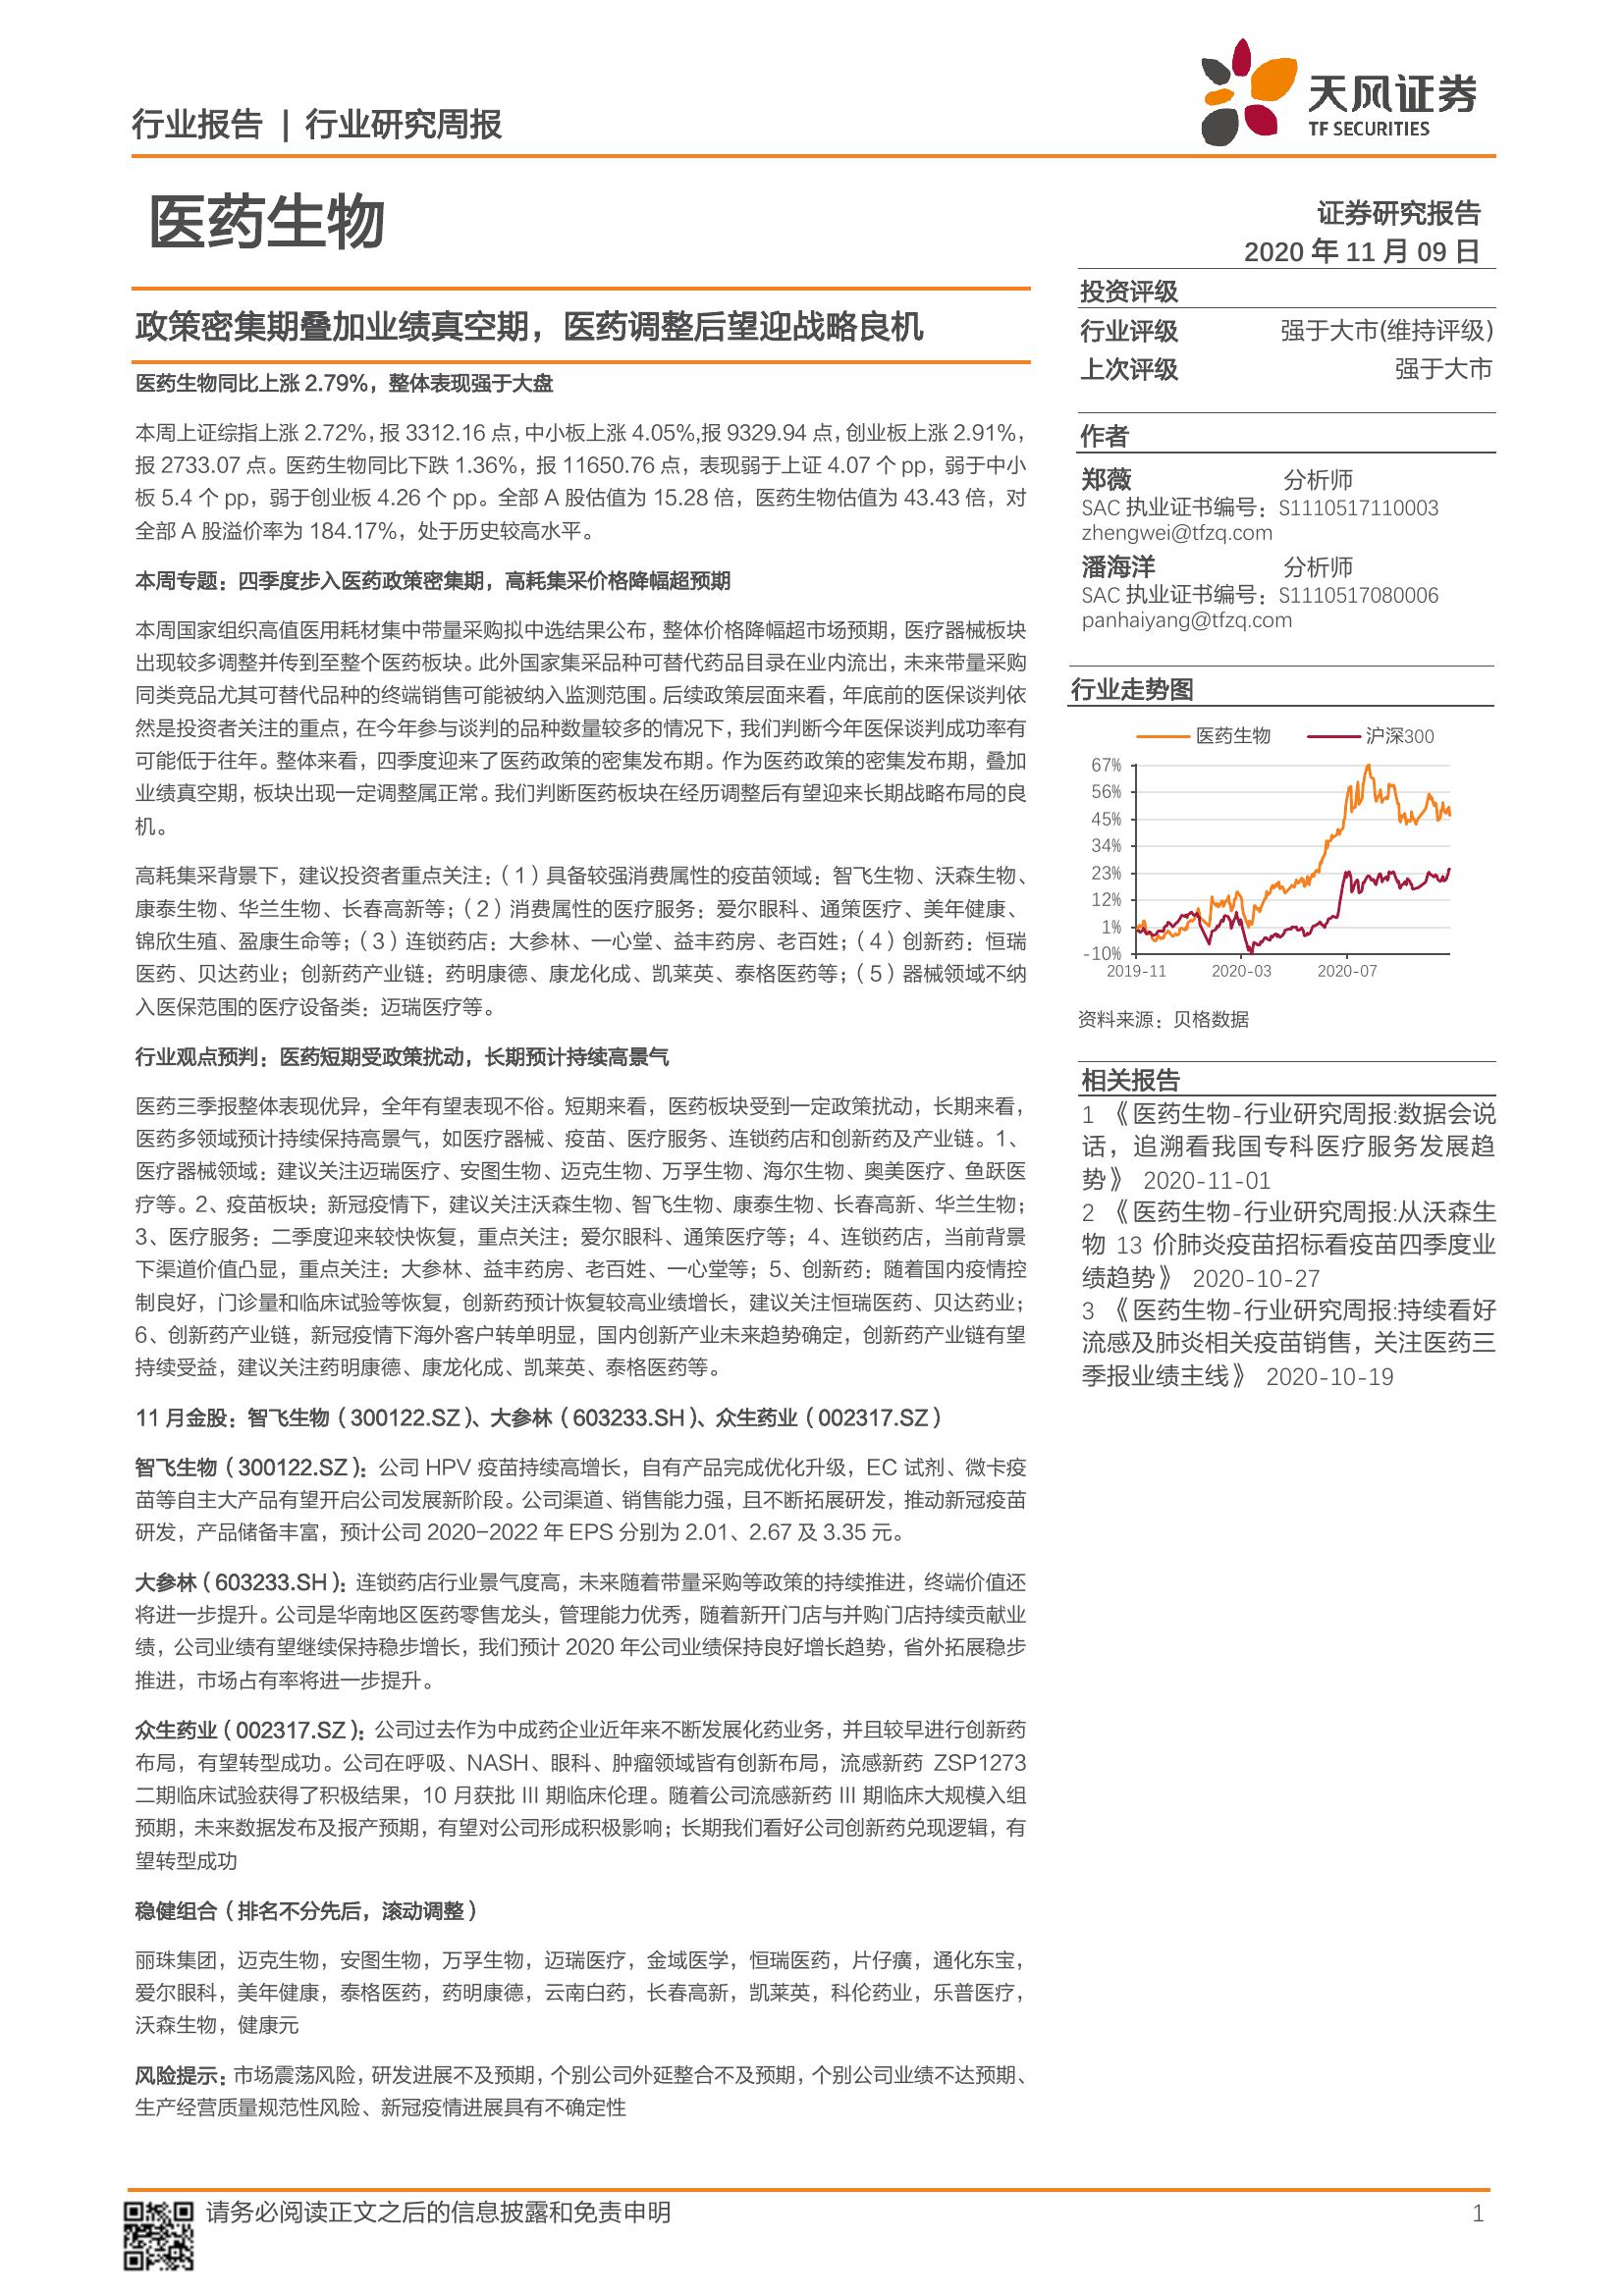 行业报告 | 行业研究周报
天风证券
TF SECURITIES
医药生物
证券研究报告
2020 年 11 月 09 日
政策密集期叠加业绩真空期，医药调整后望迎战略良机
医药生物同比上涨 2.79%，整体表现强于大盘
本周上证综指上涨 2.72%，报 3312.16 点，中小板上涨 4.05%,报 9329.94 点，创业板上涨 2.91%，
报 2733.07 点。医药生物同比下跌 1.36%，报 11650.76 点，表现弱于上证 4.07 个 pp，弱于中小
板 5.4 个 pp，弱于创业板 4.26 个 pp。全部 A 股估值为 15.28 倍，医药生物估值为 43.43 倍，对
全部 A 股溢价率为 184.17%，处于历史较高水平。
本周专题：四季度步入医药政策密集期，高耗集采价格降幅超预期
本周国家组织高值医用耗材集中带量采购拟中选结果公布，整体价格降幅超市场预期，医疗器械板块
出现较多调整并传到至整个医药板块。此外国家集采品种可替代药品目录在业内流出，未来带量采购
同类竞品尤其可替代品种的终端销售可能被纳入监测范围。后续政策层面来看，年底前的医保谈判依
然是投资者关注的重点，在今年参与谈判的品种数量较多的情况下，我们判断今年医保谈判成功率有
可能低于往年。整体来看，四季度迎来了医药政策的密集发布期。作为医药政策的密集发布期，叠加
业绩真空期，板块出现一定调整属正常。我们判断医药板块在经历调整后有望迎来长期战略布局的良
机。
高耗集采背景下，建议投资者重点关注：（1）具备较强消费属性的疫苗领域：智飞生物、沃森生物、
康泰生物、华兰生物、长春高新等；（2）消费属性的医疗服务：爱尔眼科、通策医疗、美年健康、
锦欣生殖、盈康生命等；（3）连锁药店：大参林、一心堂、益丰药房、老百姓；（4）创新药：恒瑞
医药、贝达药业；创新药产业链：药明康德、康龙化成、凯莱英、泰格医药等；（5）器械领域不纳
入医保范围的医疗设备类：迈瑞医疗等。
行业观点预判：医药短期受政策扰动，长期预计持续高景气
医药三季报整体表现优异，全年有望表现不俗。短期来看，医药板块受到一定政策扰动，长期来看，
医药多领域预计持续保持高景气，如医疗器械、疫苗、医疗服务、连锁药店和创新药及产业链。1、
医疗器械领域：建议关注迈瑞医疗、安图生物、迈克生物、万孚生物、海尔生物、奥美医疗、鱼跃医
疗等。2、疫苗板块：新冠疫情下，建议关注沃森生物、智飞生物、康泰生物、长春高新、华兰生物；
3、医疗服务：二季度迎来较快恢复，重点关注：爱尔眼科、通策医疗等；4、连锁药店，当前背景
下渠道价值凸显，重点关注：大参林、益丰药房、老百姓、一心堂等；5、创新药：随着国内疫情控
制良好，门诊量和临床试验等恢复，创新药预计恢复较高业绩增长，建议关注恒瑞医药、贝达药业；
6、创新药产业链，新冠疫情下海外客户转单明显，国内创新产业未来趋势确定，创新药产业链有望
持续受益，建议关注药明康德、康龙化成、凯莱英、泰格医药等。
11 月金股：智飞生物（300122.SZ）、大参林（603233.SH）、众生药业（002317.SZ）
智飞生物（300122.SZ）：公司 HPV 疫苗持续高增长，自有产品完成优化升级，EC 试剂、微卡疫
苗等自主大产品有望开启公司发展新阶段。公司渠道、销售能力强，且不断拓展研发，推动新冠疫苗
研发，产品储备丰富，预计公司 2020-2022 年 EPS 分别为 2.01、2.67 及 3.35 元。
大参林（603233.SH）：连锁药店行业景气度高，未来随着带量采购等政策的持续推进，终端价值还
将进一步提升。公司是华南地区医药零售龙头，管理能力优秀，随着新开门店与并购门店持续贡献业
绩，公司业绩有望继续保持稳步增长，我们预计 2020 年公司业绩保持良好增长趋势，省外拓展稳步
推进，市场占有率将进一步提升。
众生药业（002317.SZ）：公司过去作为中成药企业近年来不断发展化药业务，并且较早进行创新药
布局，有望转型成功。公司在呼吸、NASH、眼科、肿瘤领域皆有创新布局，流感新药 ZSP1273
二期临床试验获得了积极结果，10 月获批 III 期临床伦理。随着公司流感新药 III 期临床大规模入组
预期，未来数据发布及报产预期，有望对公司形成积极影响；长期我们看好公司创新药兑现逻辑，有
望转型成功
稳健组合（排名不分先后，滚动调整）
丽珠集团，迈克生物，安图生物，万孚生物，迈瑞医疗，金域医学，恒瑞医药，片仔癀，通化东宝，
爱尔眼科，美年健康，泰格医药，药明康德，云南白药，长春高新，凯莱英，科伦药业，乐普医疗，
沃森生物，健康元
风险提示：市场震荡风险，研发进展不及预期，个别公司外延整合不及预期，个别公司业绩不达预期、
生产经营质量规范性风险、新冠疫情进展具有不确定性
投资评级
行业评级 强于大市(维持评级)
上次评级 强于大市
作者
郑薇 分析师
SAC 执业证书编号：S1110517110003
zhengwei@tfzq.com
潘海洋 分析师
SAC 执业证书编号：S1110517080006
panhaiyang@tfzq.com
行业走势图
医药生物 沪深300
67%
56%
45%
34%
23%
12%
1%
-10%
2019-11 2020-03 2020-07
资料来源：贝格数据
相关报告
1 《医药生物-行业研究周报:数据会说
话，追溯看我国专科医疗服务发展趋
势》 2020-11-01
2 《医药生物-行业研究周报:从沃森生
物 13 价肺炎疫苗招标看疫苗四季度业
绩趋势》 2020-10-27
3 《医药生物-行业研究周报:持续看好
流感及肺炎相关疫苗销售，关注医药三
季报业绩主线》 2020-10-19
请务必阅读正文之后的信息披露和免责申明 1